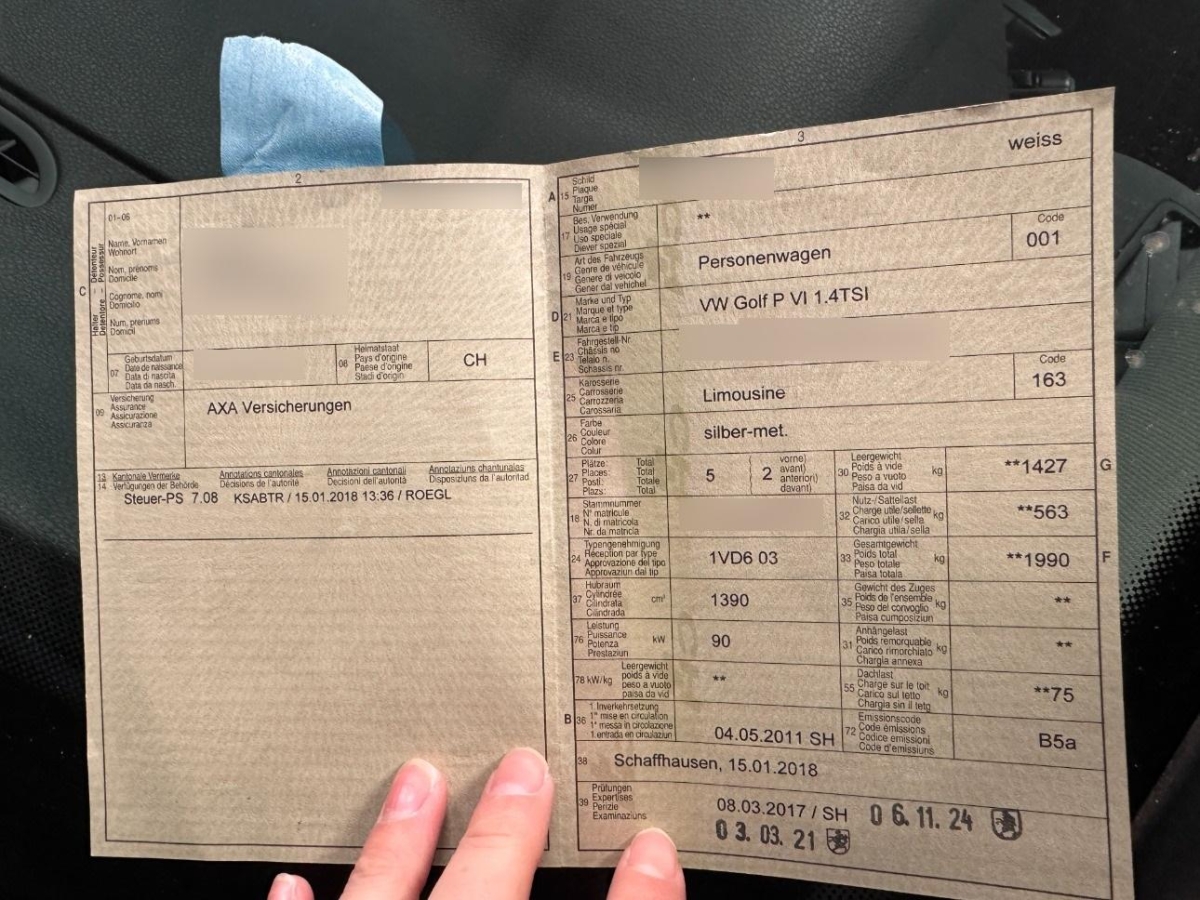 2
01-06
C
Halter – Détenteur
Detentore – Possessur
Name, Vornamen
Wohnort
Nom, prénoms
Domicile
Cognome, nomi
Domicilio
Num, prenums
Domicil
07
Geburtsdatum
Date de naissance
Data di nascita
Data da nasch.
08
Heimatstaat
Pays d'origine
Paese d'origine
Stadi d'origin
CH
09
Versicherung
Assurance
Assicurazione
Assicuranza
AXA Versicherungen
13 Kantonale Vermerke Annotations cantonales Annotazioni cantonali Annotaziuns chantunalas
14 Verfügungen der Behörde Décisions de l'autorité Decisioni dell'autorità Disposiziuns da l'autoritad
Steuer-PS 7.08 KSABTR / 15.01.2018 13:36 / ROEGL
3
weiss
A 15
Schild
Plaque
Targa
Numer
17
Bes. Verwendung
Usage spécial
Uso speciale
Diever spezial
**
19
Art des Fahrzeugs
Genre de véhicule
Genere di veicolo
Gener dal vehichel
Personenwagen
Code
001
D 21
Marke und Typ
Marque et type
Marca e tipo
Marca e tip
VW Golf P VI 1.4TSI
E 23
Fahrgestell-Nr.
Châssis no
Telaio n.
Schassis nr.
25
Karosserie
Carrosserie
Carrozzeria
Carossaria
Limousine
Code
163
26
Farbe
Couleur
Colore
Colur
silber-met.
27
Plätze: Total
Places: Total
Posti: Totale
Plazs: Total
5
( 2
vorne)
avant)
anteriori)
davant)
30
Leergewicht
Poids à vide
Peso a vuoto
Paisa da vid
kg
**1427
G
18
Stammnummer
N° matricule
N. di matricola
Nr. da matricla
32
Nutz-/Sattellast
Charge utile/sellette
Carico utile/sella
Chargia utila/sella
kg
**563
24
Typengenehmigung
Réception par type
Approvazione del tipo
Approvaziun dal tip
1VD6 03
33
Gesamtgewicht
Poids total
Peso totale
Paisa totala
kg
**1990
F
37
Hubraum
Cylindrée
Cilindrata
Cilindrada
cm³
1390
35
Gewicht des Zuges
Poids de l'ensemble
Peso del convoglio
Paisa cumposiziun
kg
**
76
Leistung
Puissance
Potenza
Prestaziun
kW
90
31
Anhängelast
Poids remorquable
Carico rimorchiato
Chargia annexa
kg
**
78 kW/kg
Leergewicht
poids à vide
peso a vuoto
paisa da vid
**
55
Dachlast
Charge sur le toit
Carico sul tetto
Chargia sin il tetg
kg
**75
B 36
1. Inverkehrsetzung
1re mise en circulation
1a messa in circolazione
1. entrada en circulaziun
04.05.2011 SH
72
Emissionscode
Code émissions
Codice emissioni
Code d'emissiuns
B5a
38
Schaffhausen, 15.01.2018
39
Prüfungen
Expertises
Perizie
Examinaziuns
08.03.2017 / SH 06.11.24
03.03.21